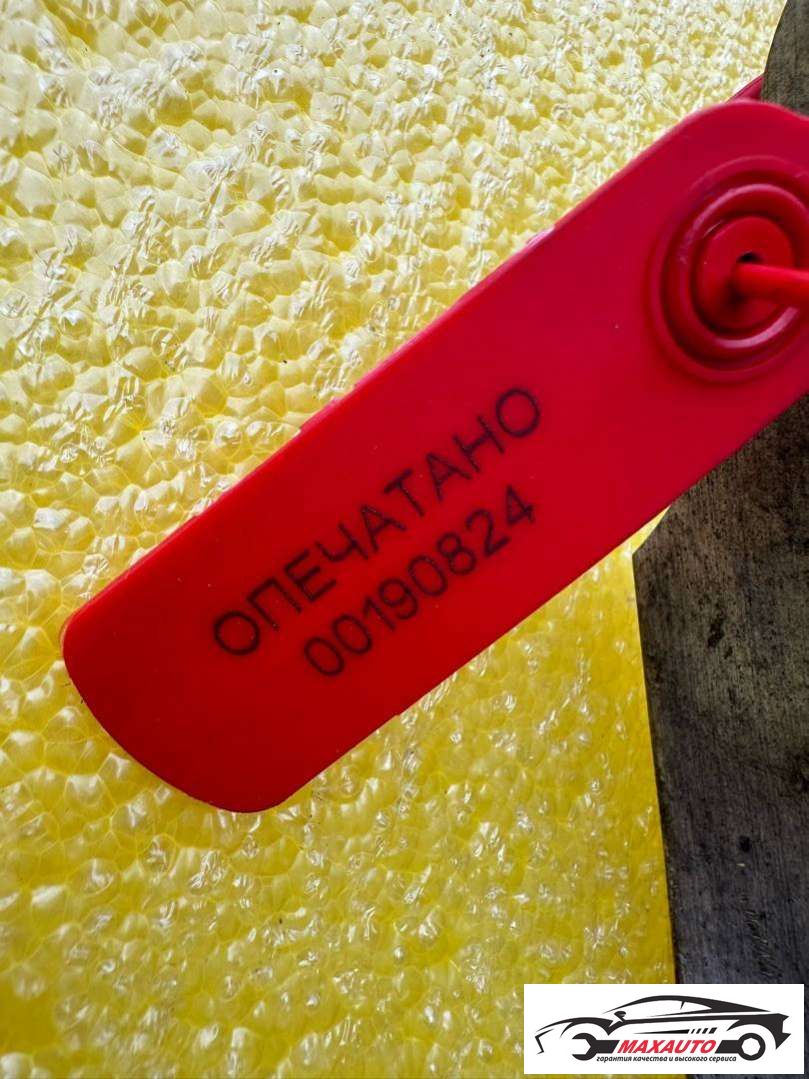 ОПЕЧАТАНО
00190824
MAXAUTO
гарантия качества и высокого сервиса